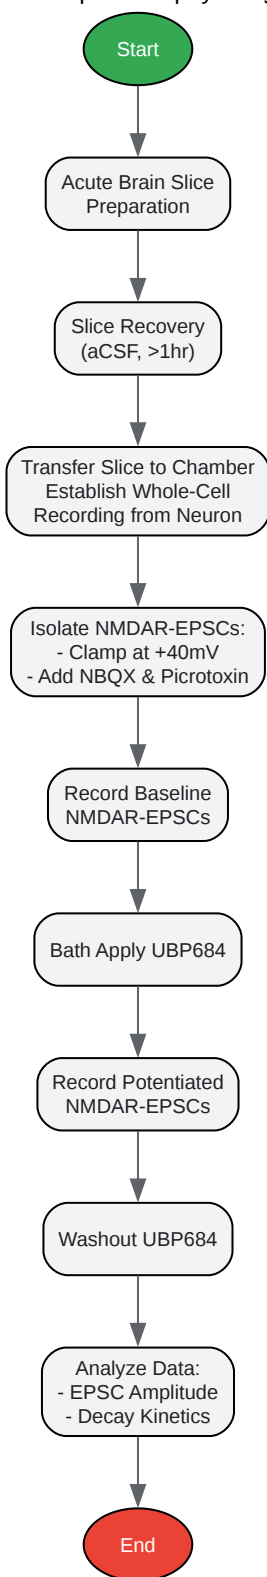 Start
Acute Brain Slice
Preparation
Slice Recovery
(aCSF, >1hr)
Transfer Slice to Chamber
Establish Whole-Cell
Recording from Neuron
Isolate NMDAR-EPSCs:
- Clamp at +40mV
- Add NBQX & Picrotoxin
Record Baseline
NMDAR-EPSCs
Bath Apply UBP684
Record Potentiated
NMDAR-EPSCs
Washout UBP684
Analyze Data:
- EPSC Amplitude
- Decay Kinetics
End